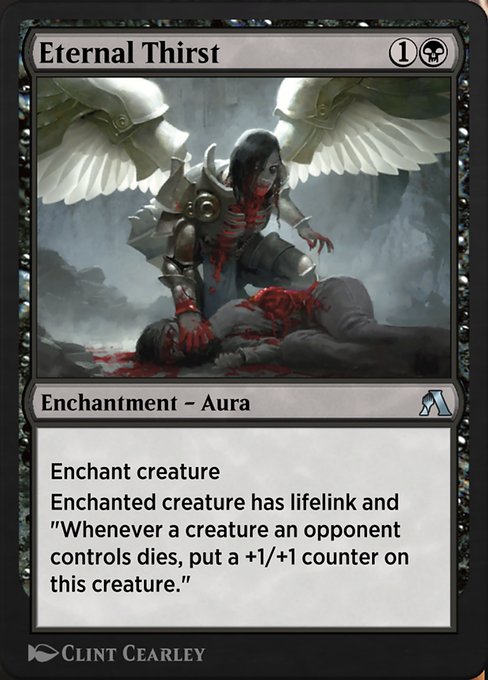 Eternal Thirst 1
Enchantment – Aura
Enchant creature
Enchanted creature has lifelink and
"Whenever a creature an opponent
controls dies, put a +1/+1 counter on
this creature."
Clint Cearley